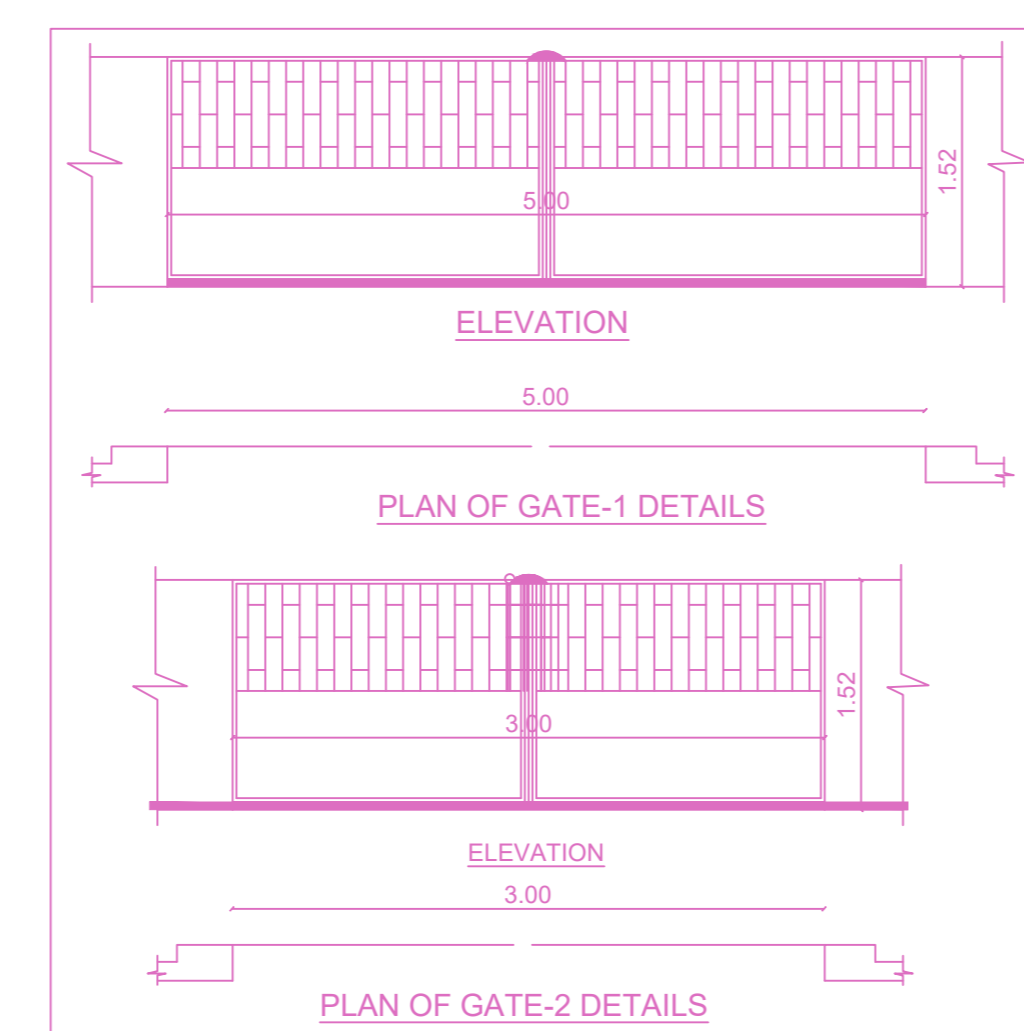 1.52
5.00
ELEVATION
5.00
PLAN OF GATE-1 DETAILS
1.52
3.00
ELEVATION
3.00
PLAN OF GATE-2 DETAILS